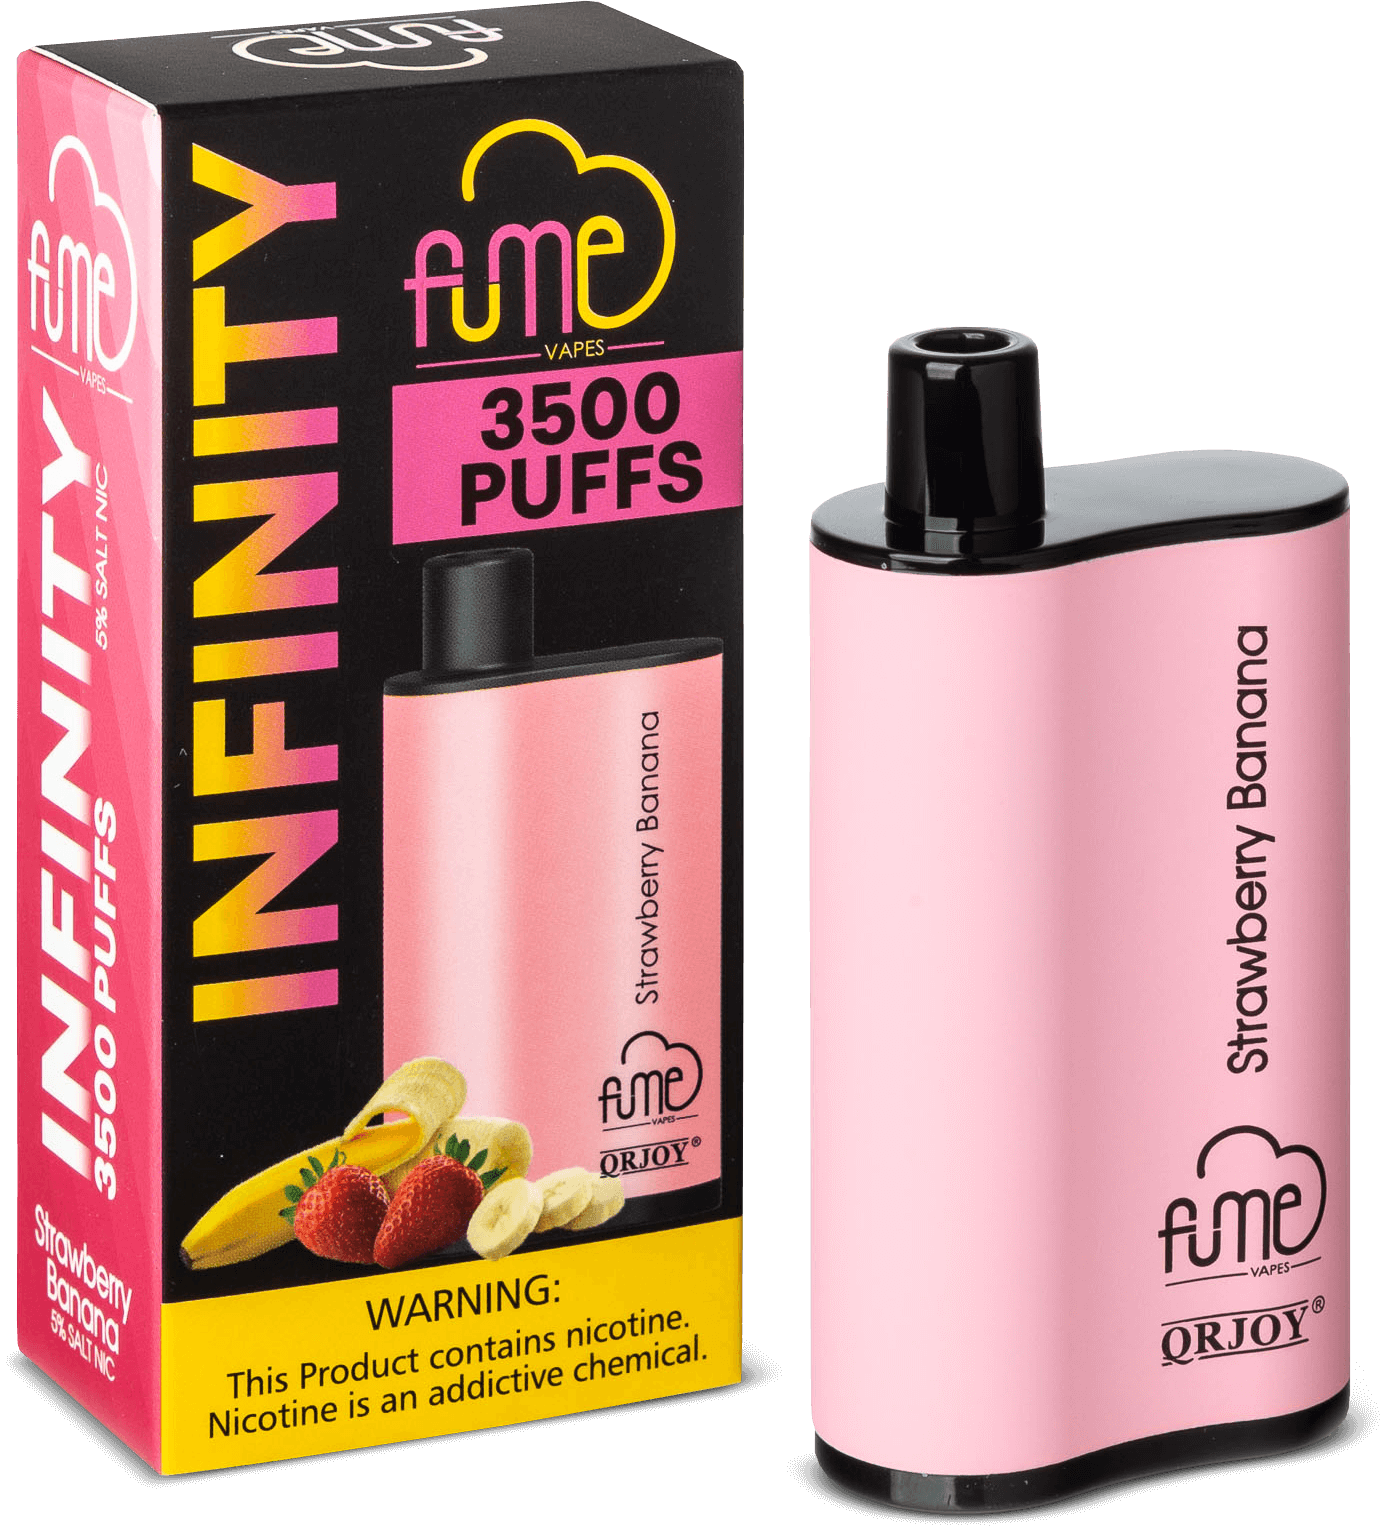 fume
VAPES
fume
VAPES
INFINITY
5% SALT NIC
3500 PUFFS
Strawberry
Banana
5% SALT NIC
INFINITY
fume
VAPES
3500
PUFFS
Strawberry Banana
fume
VAPES
QRJOY®
WARNING:
This Product contains nicotine.
Nicotine is an addictive chemical.
Strawberry Banana
fume
VAPES
QRJOY®